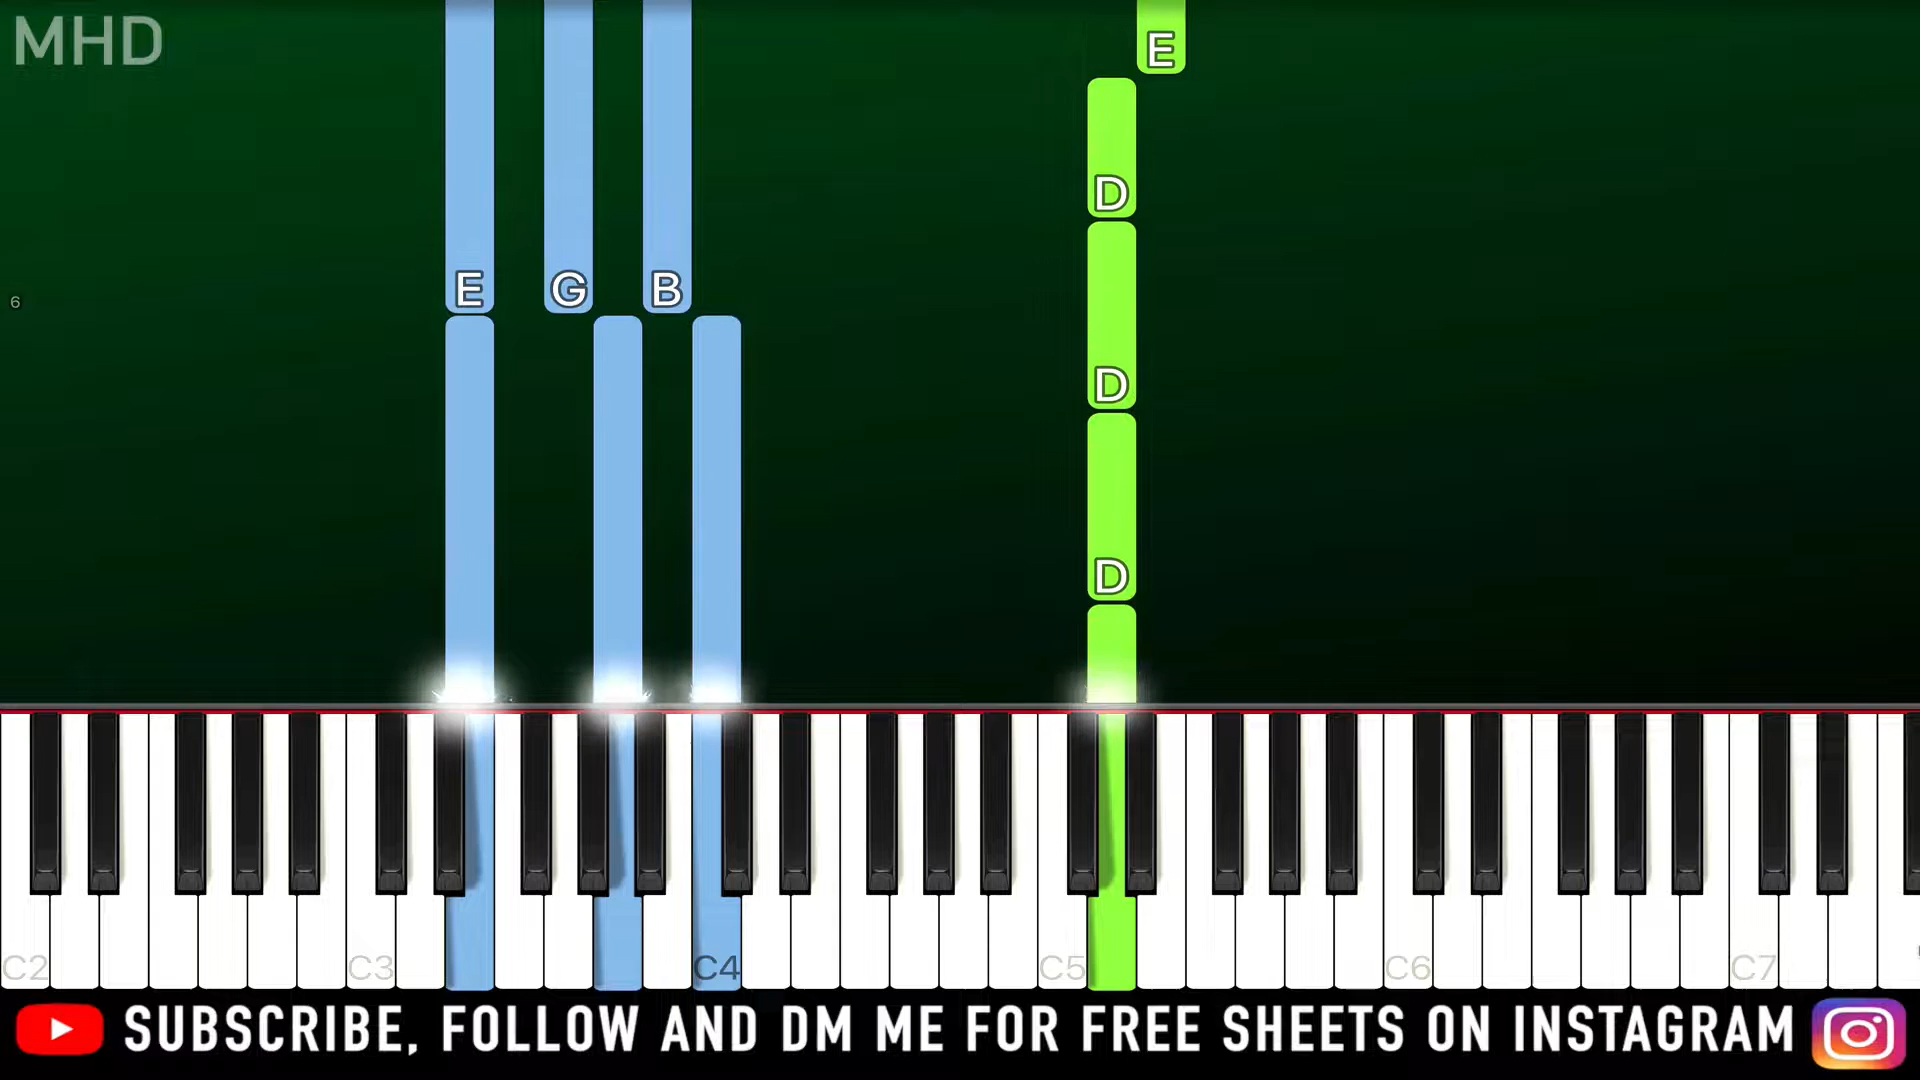 MHD
E
D
E G B
6
D
D
C2 C3 C4 C5 C6 C7
SUBSCRIBE, FOLLOW AND DM ME FOR FREE SHEETS ON INSTAGRAM